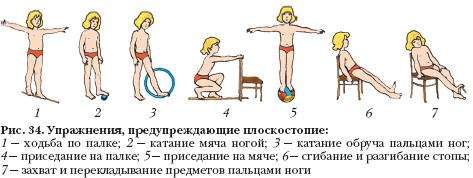 1 2 3 4 5 6 7
Рис. 34. Упражнения, предупреждающие плоскостопие:
1 — ходьба по палке; 2 — катание мяча ногой; 3 — катание обруча пальцами ног;
4 — приседание на палке; 5 — приседание на мяче; 6 — сгибание и разгибание стопы;
7 — захват и перекладывание предметов пальцами ноги